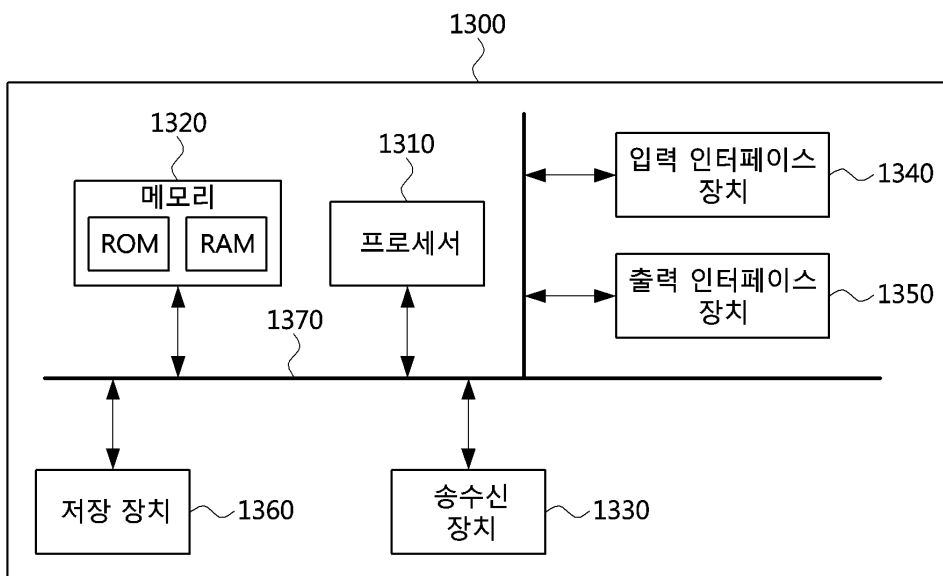 1300
1320
메모리
ROM
RAM
1310
프로세서
입력 인터페이스
장치
1340
출력 인터페이스
장치
1350
1370
저장 장치
1360
송수신
장치
1330